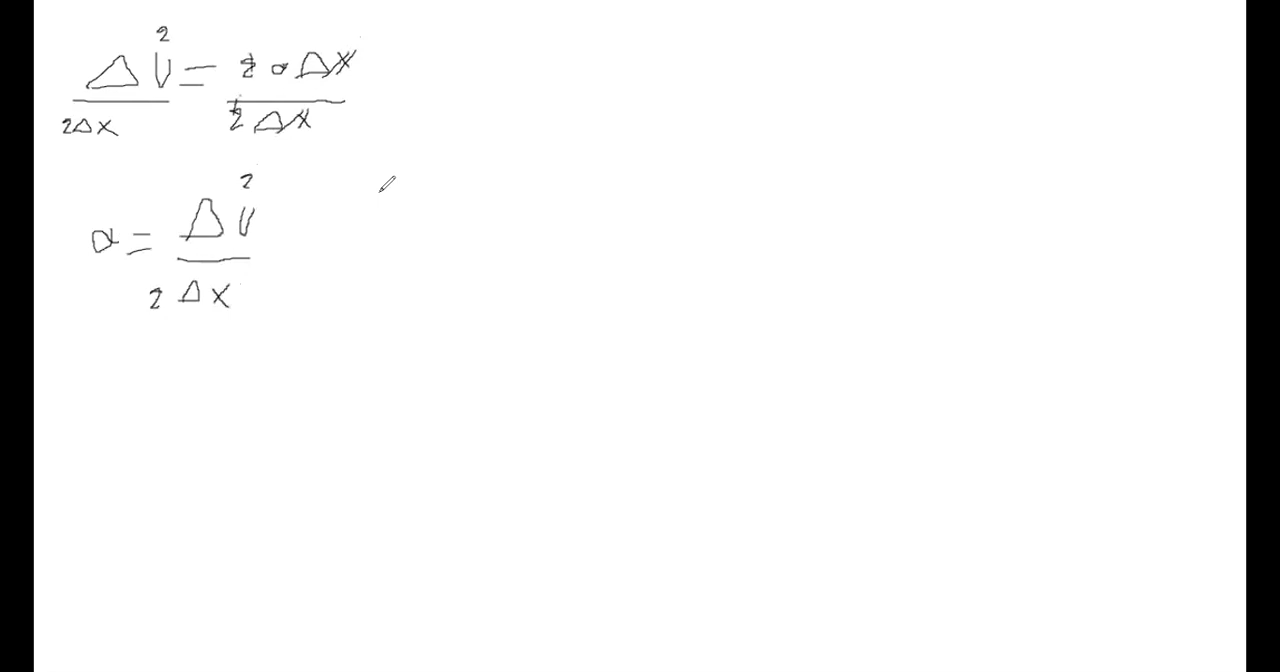 ΔV² = 2aΔx
2Δx 2Δx
a = ΔV²
2Δx